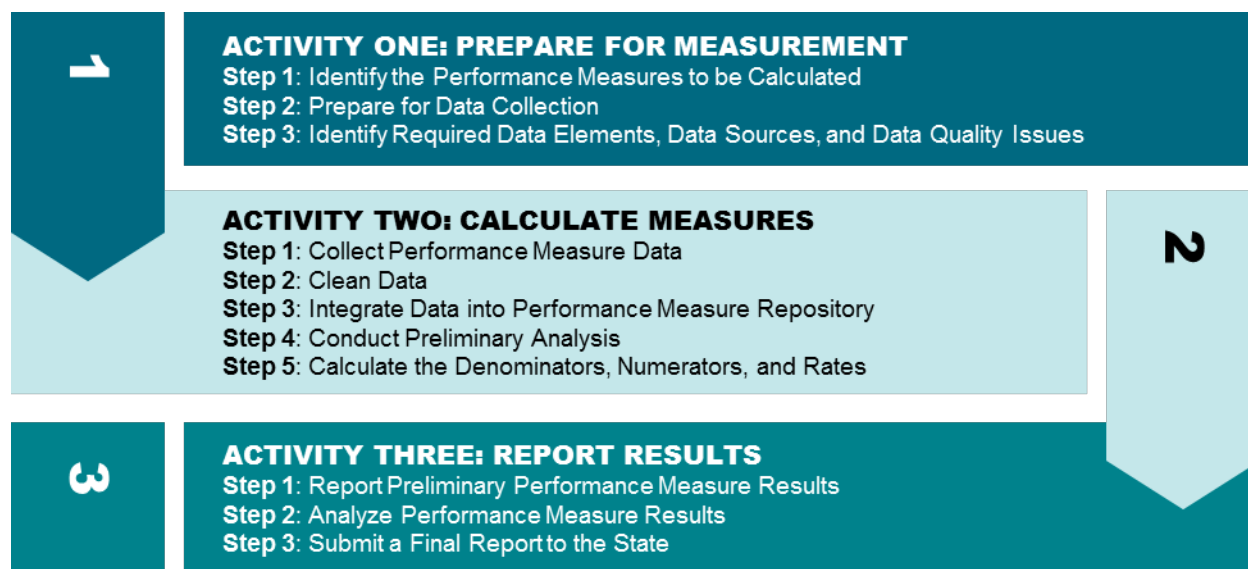 1
ACTIVITY ONE: PREPARE FOR MEASUREMENT
Step 1: Identify the Performance Measures to be Calculated
Step 2: Prepare for Data Collection
Step 3: Identify Required Data Elements, Data Sources, and Data Quality Issues
ACTIVITY TWO: CALCULATE MEASURES
Step 1: Collect Performance Measure Data
Step 2: Clean Data
Step 3: Integrate Data into Performance Measure Repository
Step 4: Conduct Preliminary Analysis
Step 5: Calculate the Denominators, Numerators, and Rates
2
3
ACTIVITY THREE: REPORT RESULTS
Step 1: Report Preliminary Performance Measure Results
Step 2: Analyze Performance Measure Results
Step 3: Submit a Final Report to the State